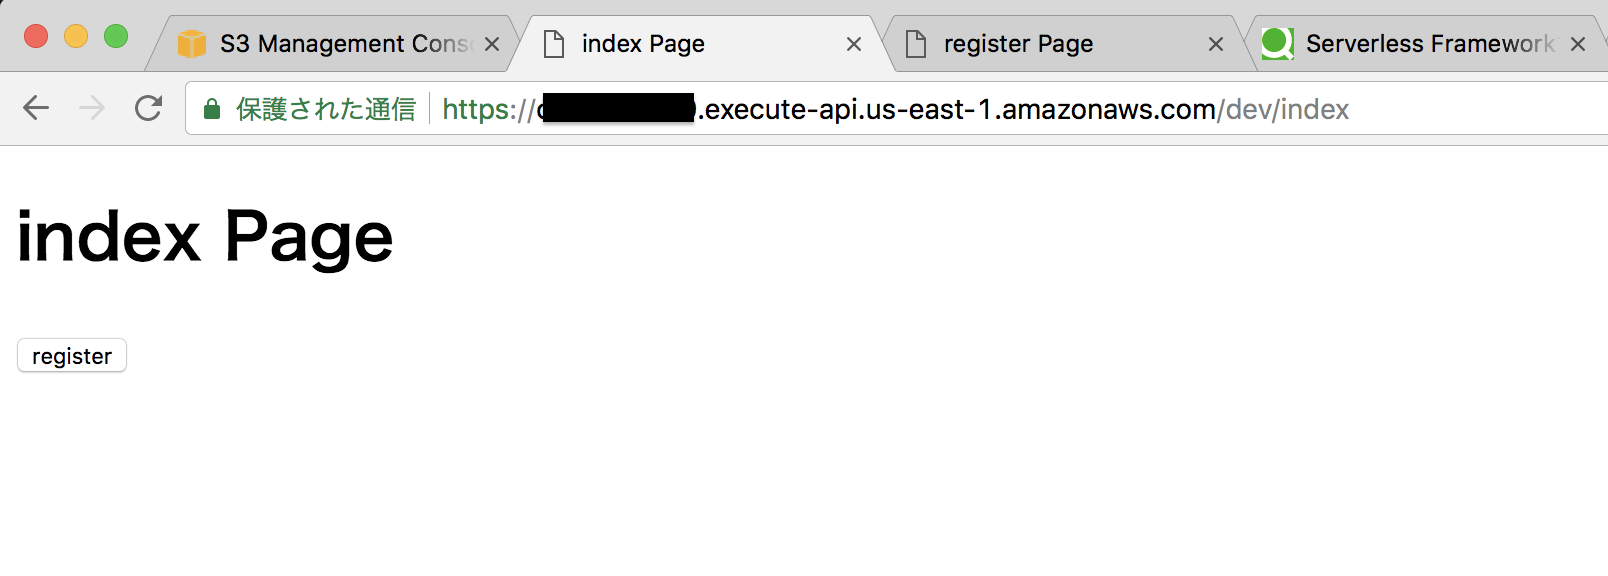 S3 Management Cons
index Page
register Page
Serverless Framework
保護された通信
https://
.execute-api.us-east-1.amazonaws.com/dev/index
index Page
register